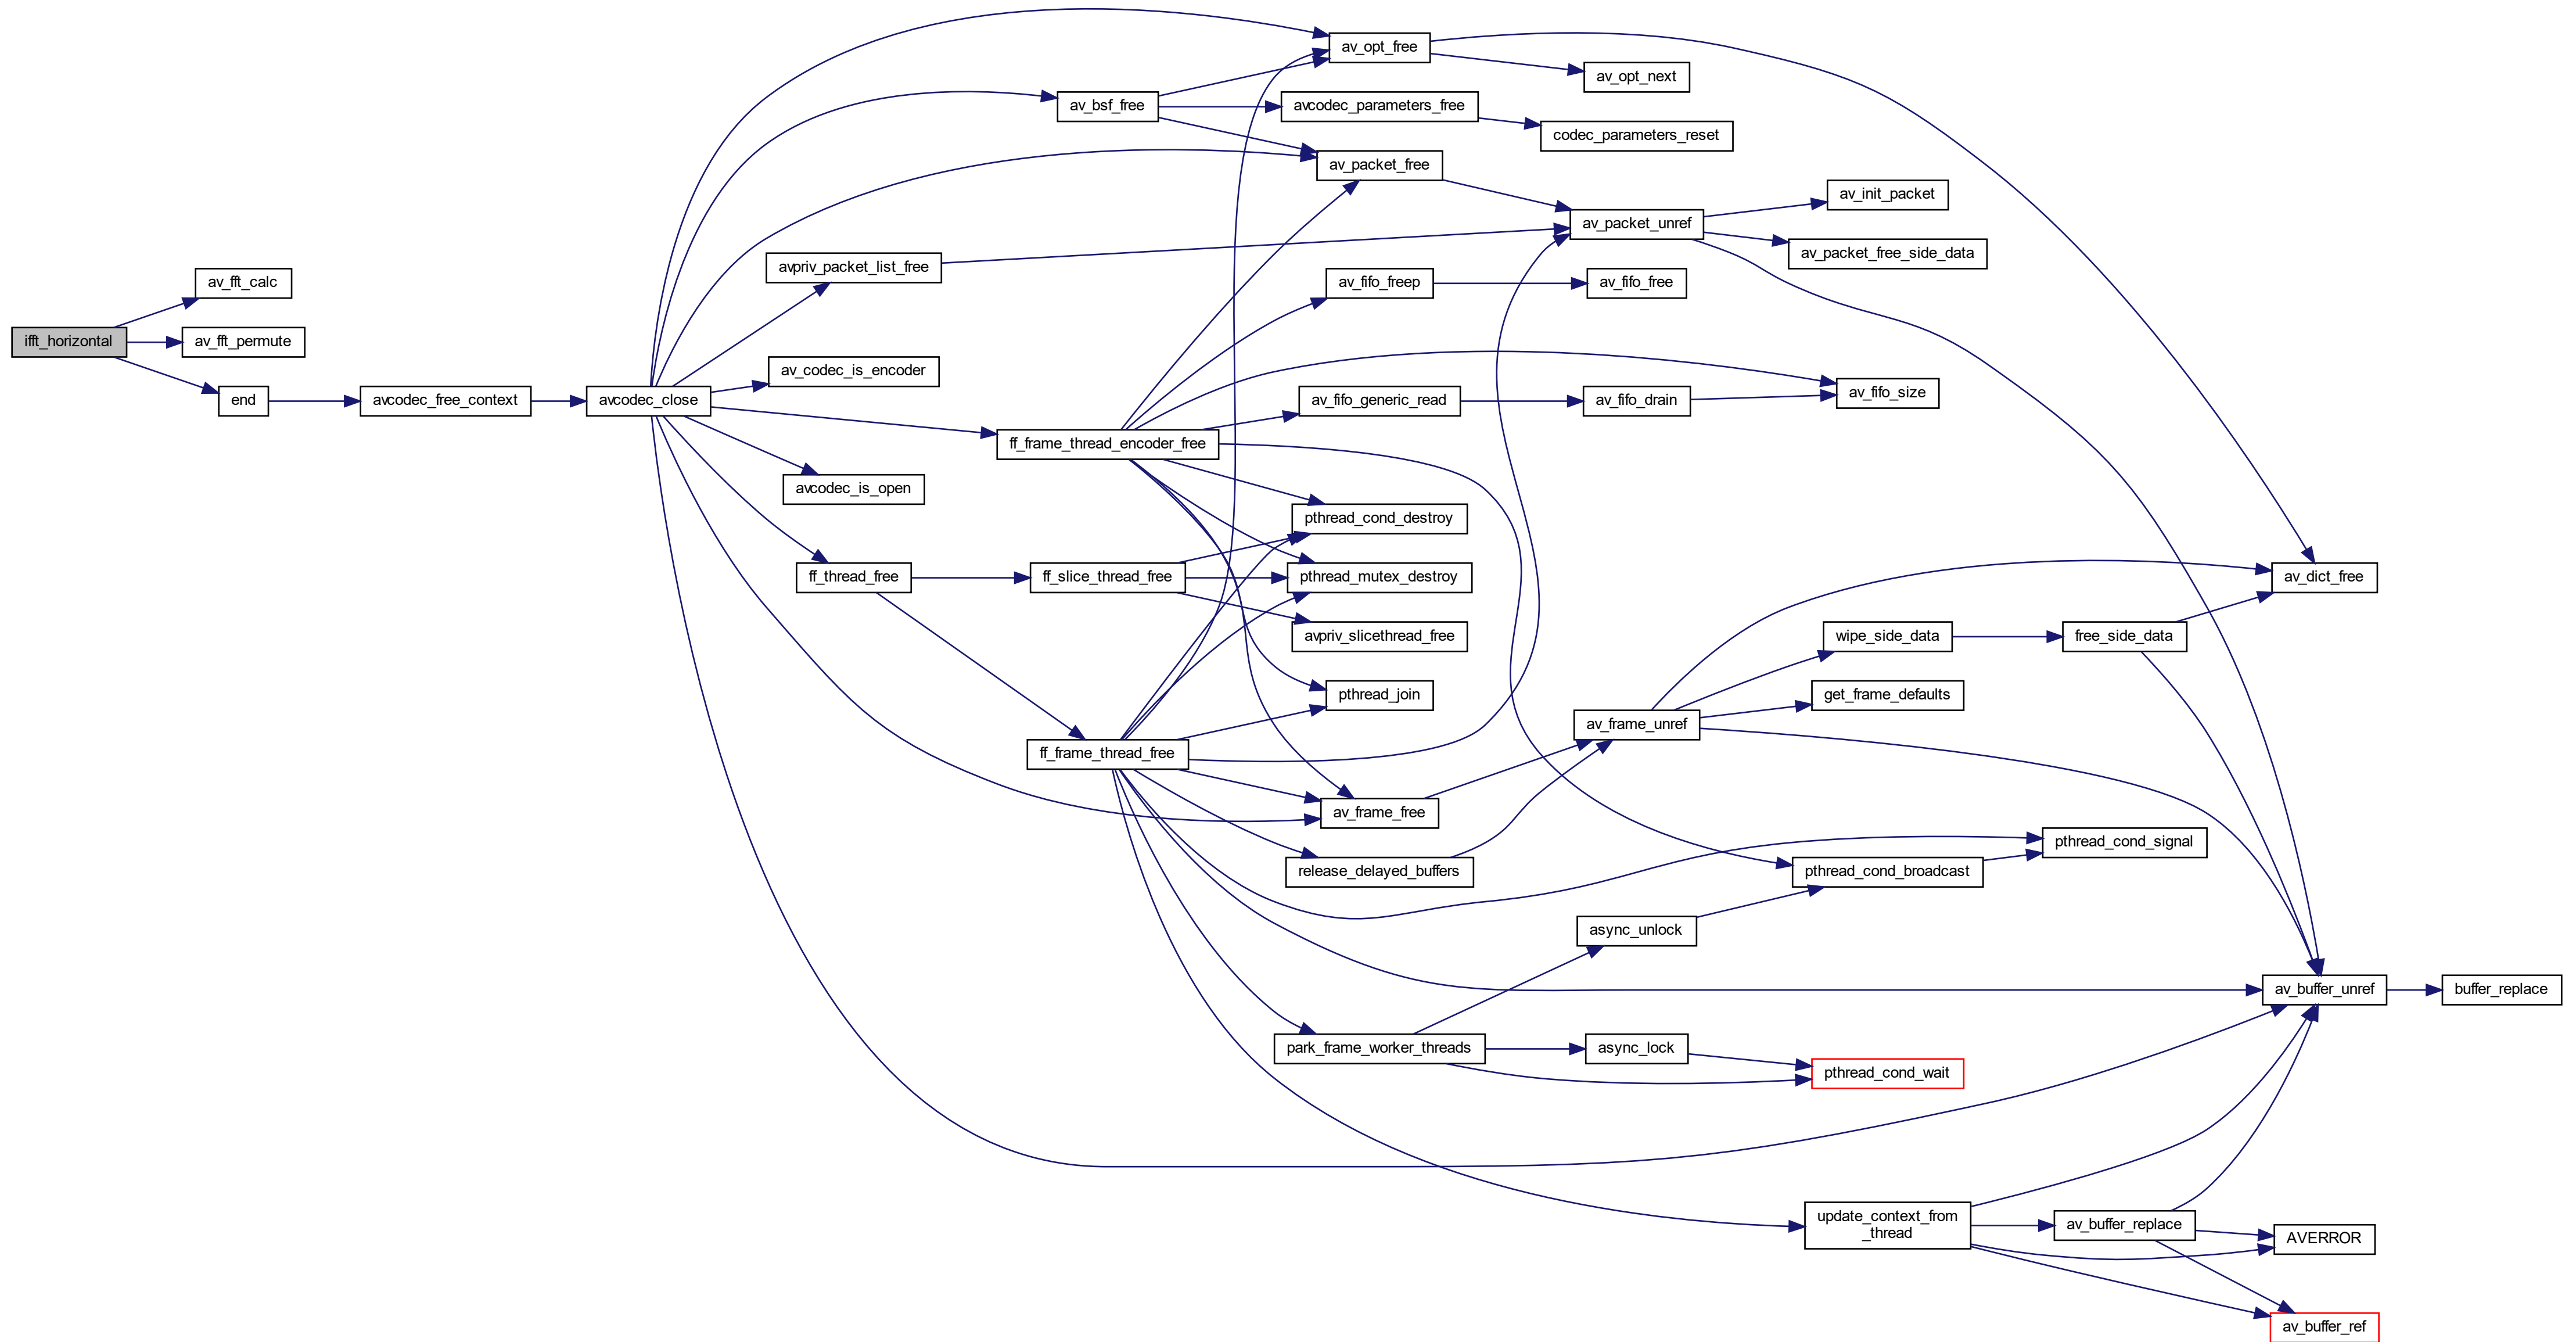 av_opt_free
av_opt_next
av_bsf_free
avcodec_parameters_free
codec_parameters_reset
av_packet_free
av_init_packet
av_packet_unref
av_packet_free_side_data
avpriv_packet_list_free
av_fft_calc
av_fifo_freep
av_fifo_free
ifft_horizontal
av_fft_permute
av_codec_is_encoder
av_fifo_size
end
avcodec_free_context
avcodec_close
av_fifo_generic_read
av_fifo_drain
ff_frame_thread_encoder_free
avcodec_is_open
pthread_cond_destroy
ff_thread_free
ff_slice_thread_free
pthread_mutex_destroy
av_dict_free
avpriv_slicethread_free
wipe_side_data
free_side_data
pthread_join
get_frame_defaults
av_frame_unref
ff_frame_thread_free
av_frame_free
pthread_cond_signal
release_delayed_buffers
pthread_cond_broadcast
async_unlock
av_buffer_unref
buffer_replace
park_frame_worker_threads
async_lock
pthread_cond_wait
update_context_from
_thread
av_buffer_replace
AVERROR
av_buffer_ref